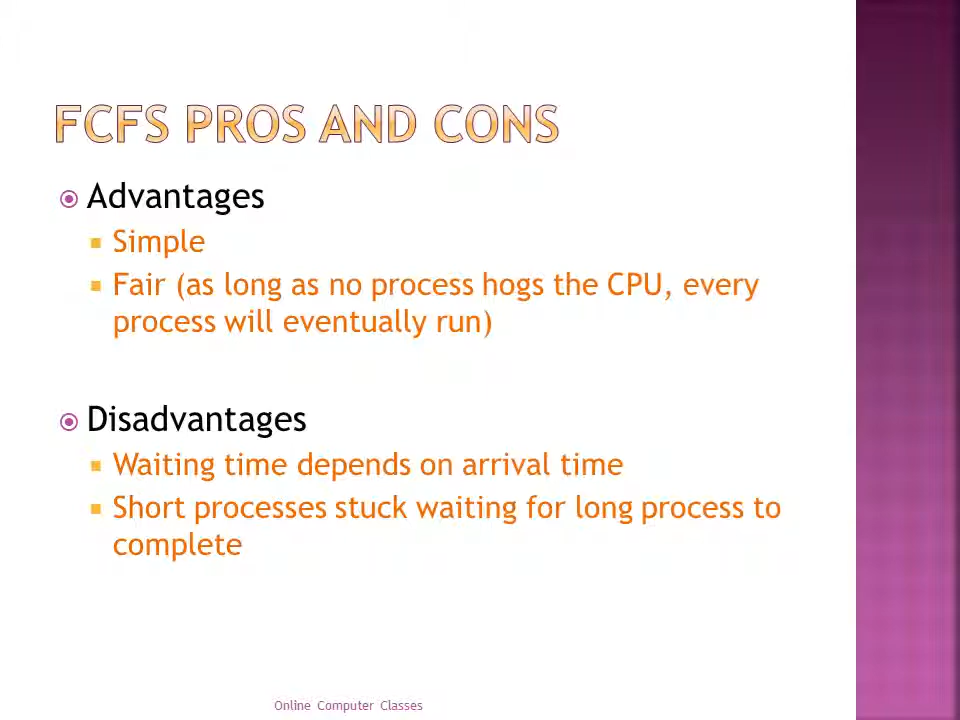 FCFS PROS AND CONS
Advantages
Simple
Fair (as long as no process hogs the CPU, every
process will eventually run)
Disadvantages
Waiting time depends on arrival time
Short processes stuck waiting for long process to
complete
Online Computer Classes